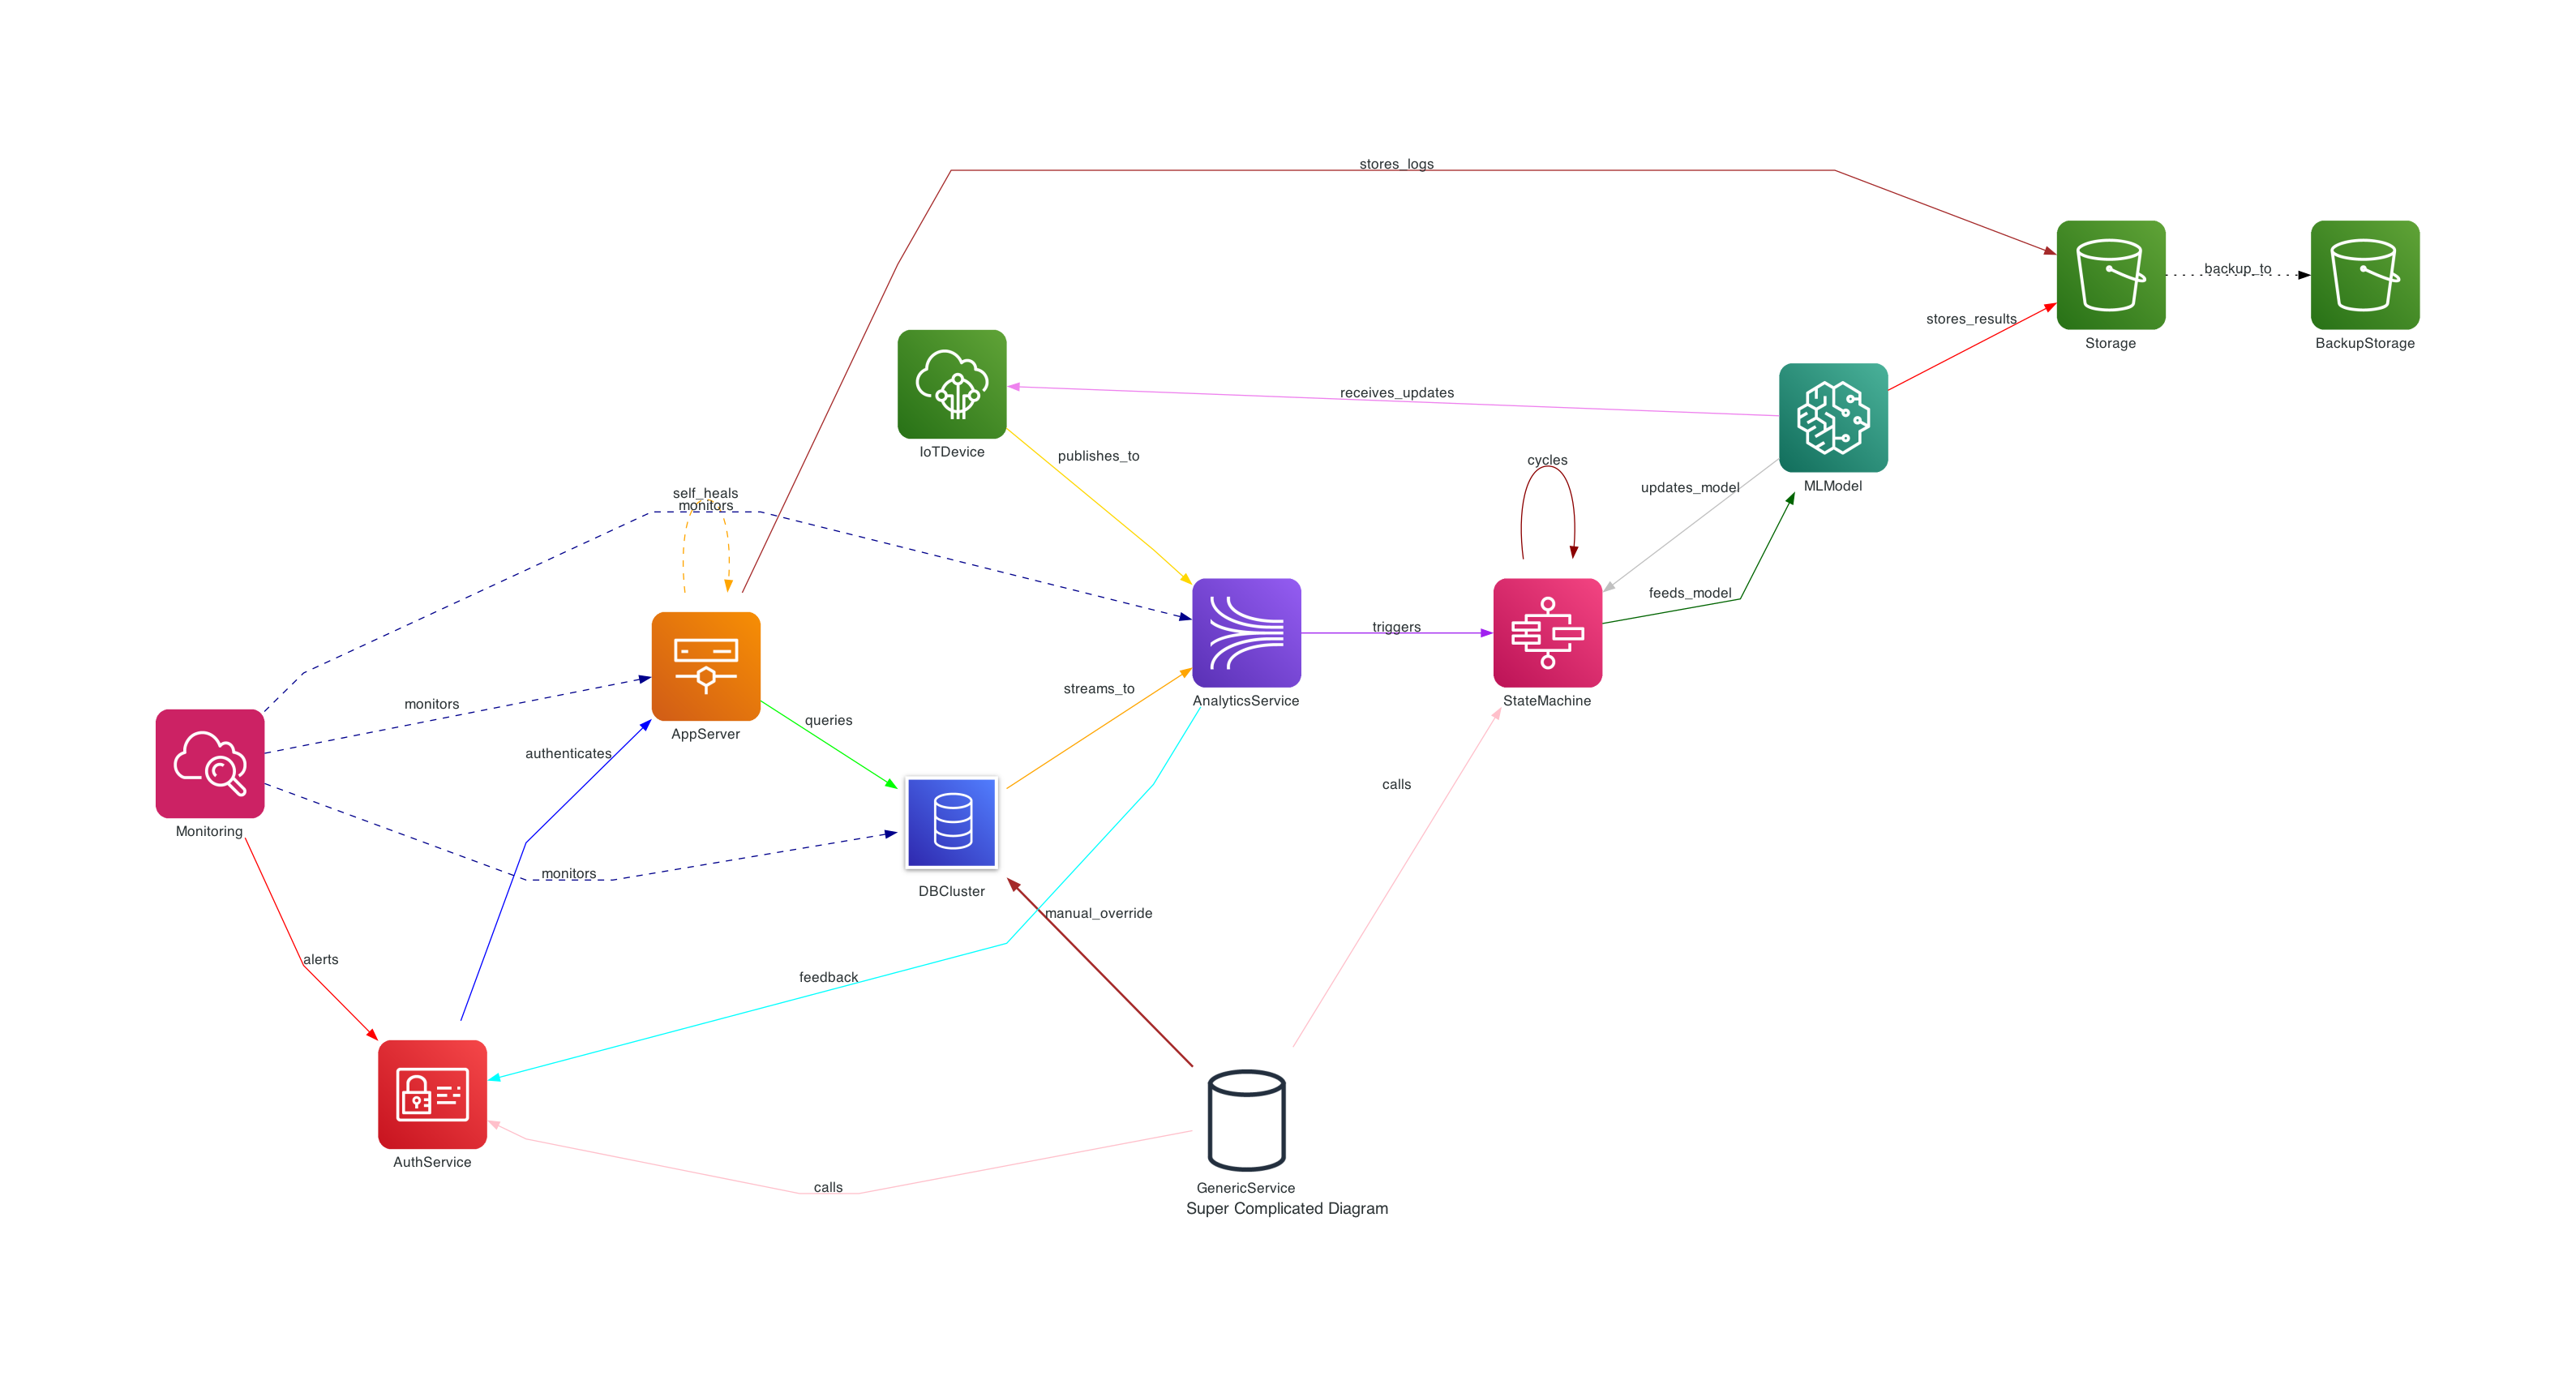 stores_logs
backup_to
stores_results
Storage
BackupStorage
receives_updates
IoTDevice
publishes_to
cycles
updates_model
MLModel
self_heals
monitors
feeds_model
triggers
streams_to
AnalyticsService
StateMachine
monitors
queries
AppServer
authenticates
calls
Monitoring
monitors
DBCluster
manual_override
alerts
feedback
AuthService
calls
GenericService
Super Complicated Diagram